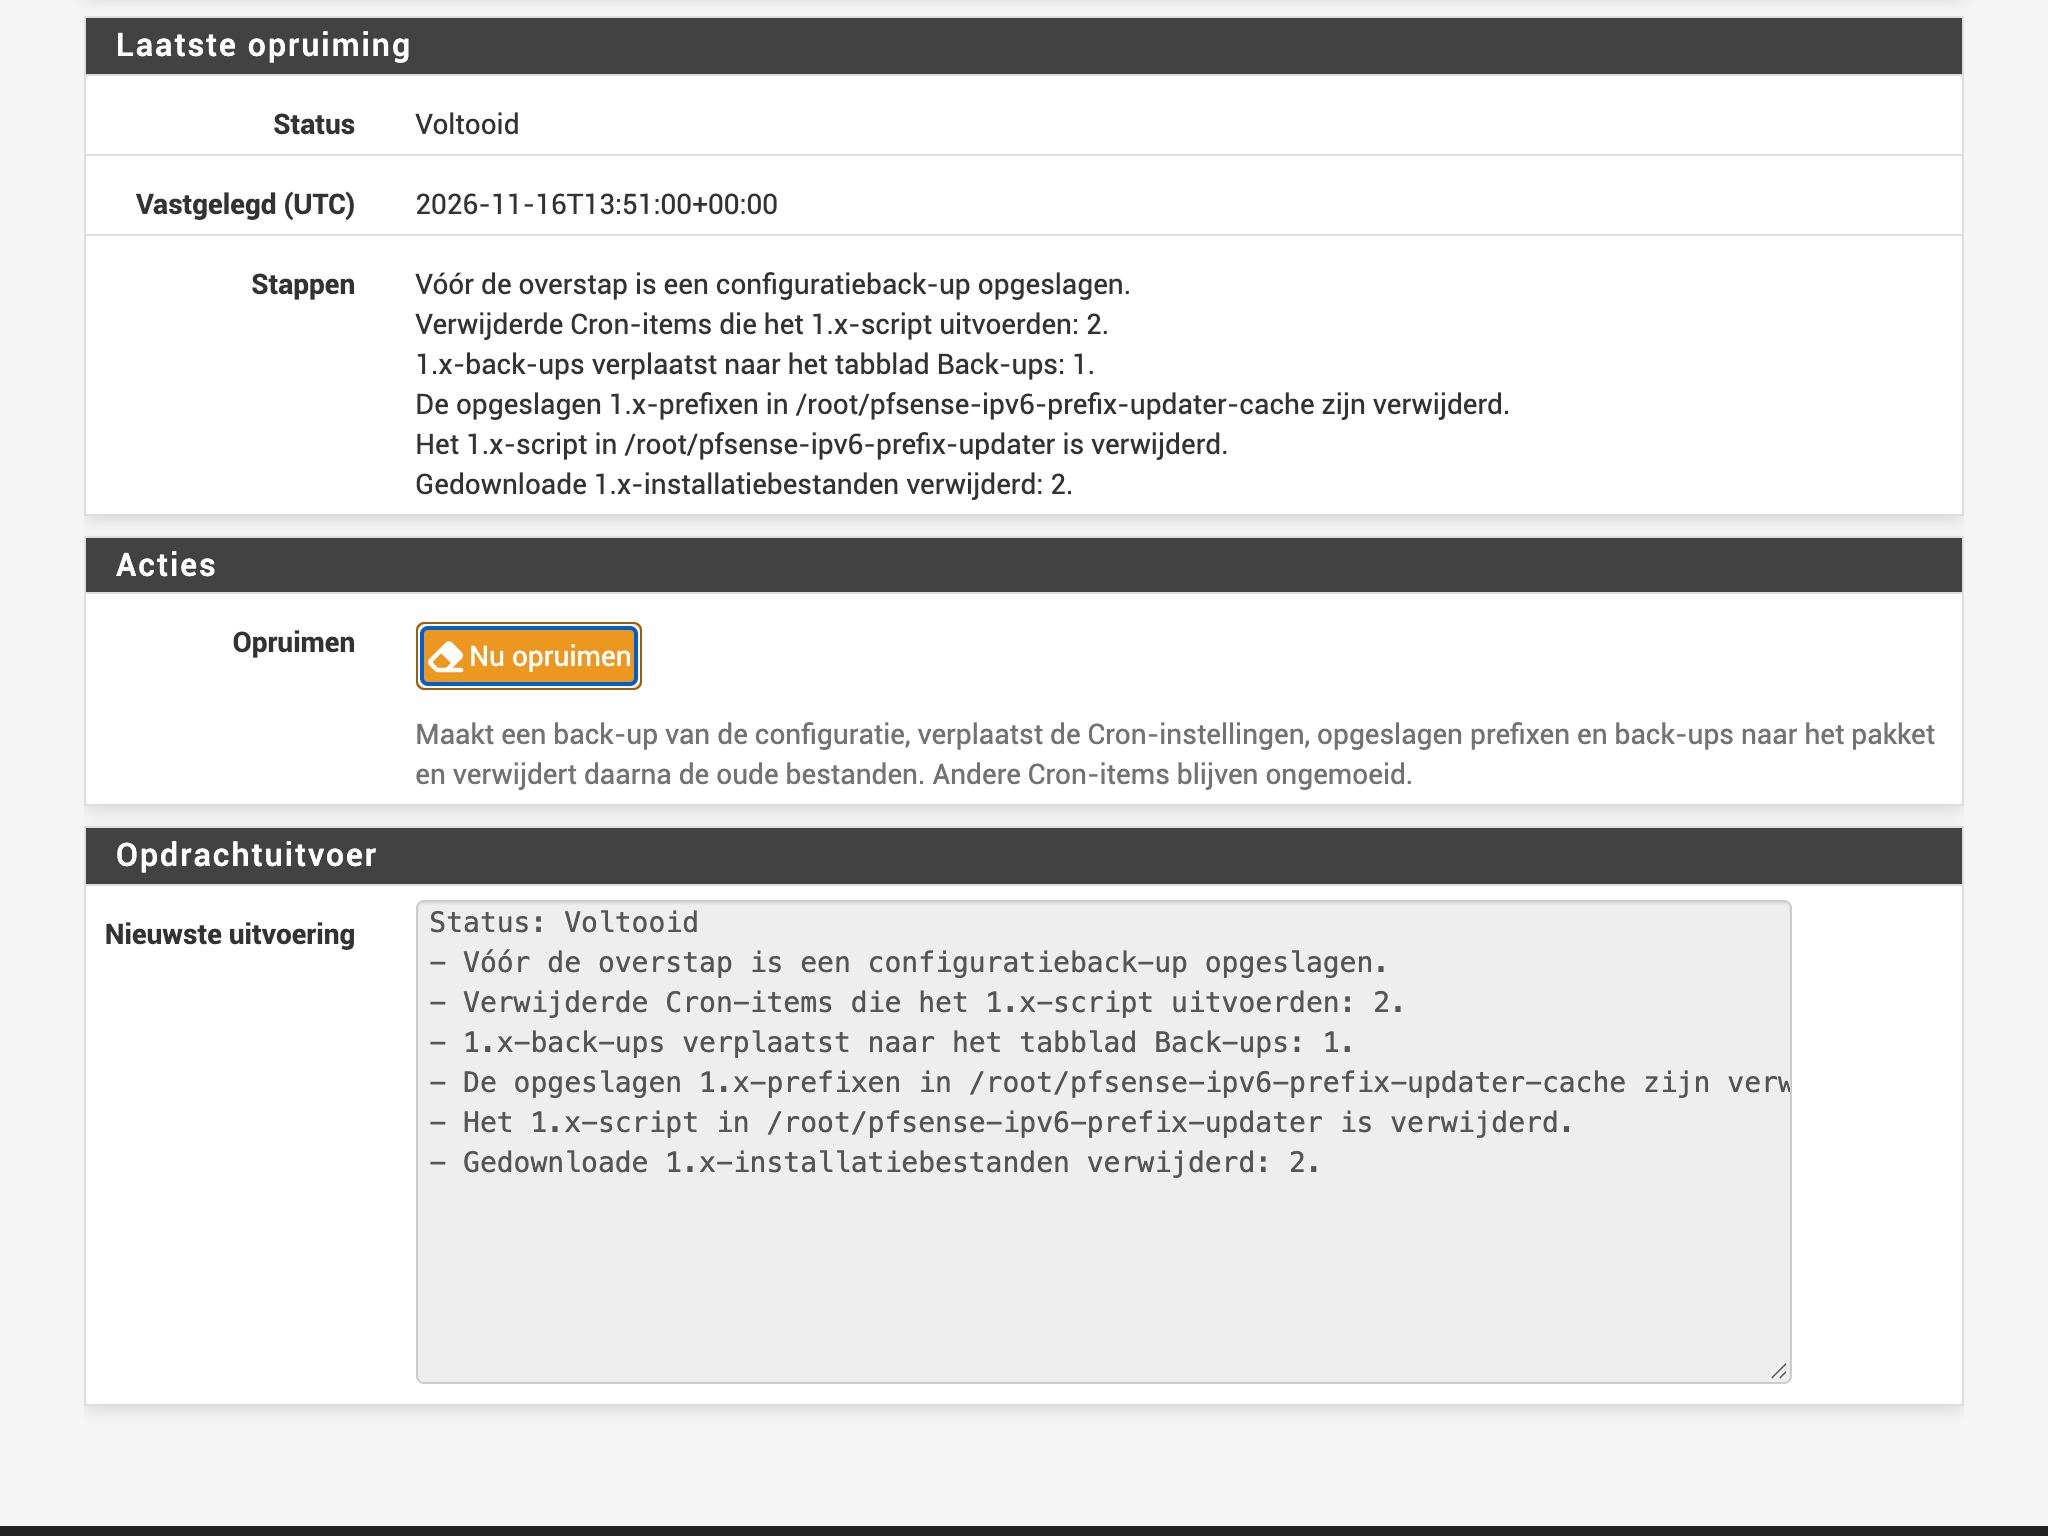 Laatste opruiming
Status Voltooid
Vastgelegd (UTC) 2026-11-16T13:51:00+00:00
Stappen Vóór de overstap is een configuratieback-up opgeslagen.
Verwijderde Cron-items die het 1.x-script uitvoerden: 2.
1.x-back-ups verplaatst naar het tabblad Back-ups: 1.
De opgeslagen 1.x-prefixen in /root/pfsense-ipv6-prefix-updater-cache zijn verwijderd.
Het 1.x-script in /root/pfsense-ipv6-prefix-updater is verwijderd.
Gedownloade 1.x-installatiebestanden verwijderd: 2.
Acties
Opruimen Nu opruimen
Maakt een back-up van de configuratie, verplaatst de Cron-instellingen, opgeslagen prefixen en back-ups naar het pakket
en verwijdert daarna de oude bestanden. Andere Cron-items blijven ongemoeid.
Opdrachtuitvoer
Nieuwste uitvoering Status: Voltooid
- Vóór de overstap is een configuratieback-up opgeslagen.
- Verwijderde Cron-items die het 1.x-script uitvoerden: 2.
- 1.x-back-ups verplaatst naar het tabblad Back-ups: 1.
- De opgeslagen 1.x-prefixen in /root/pfsense-ipv6-prefix-updater-cache zijn verw
- Het 1.x-script in /root/pfsense-ipv6-prefix-updater is verwijderd.
- Gedownloade 1.x-installatiebestanden verwijderd: 2.